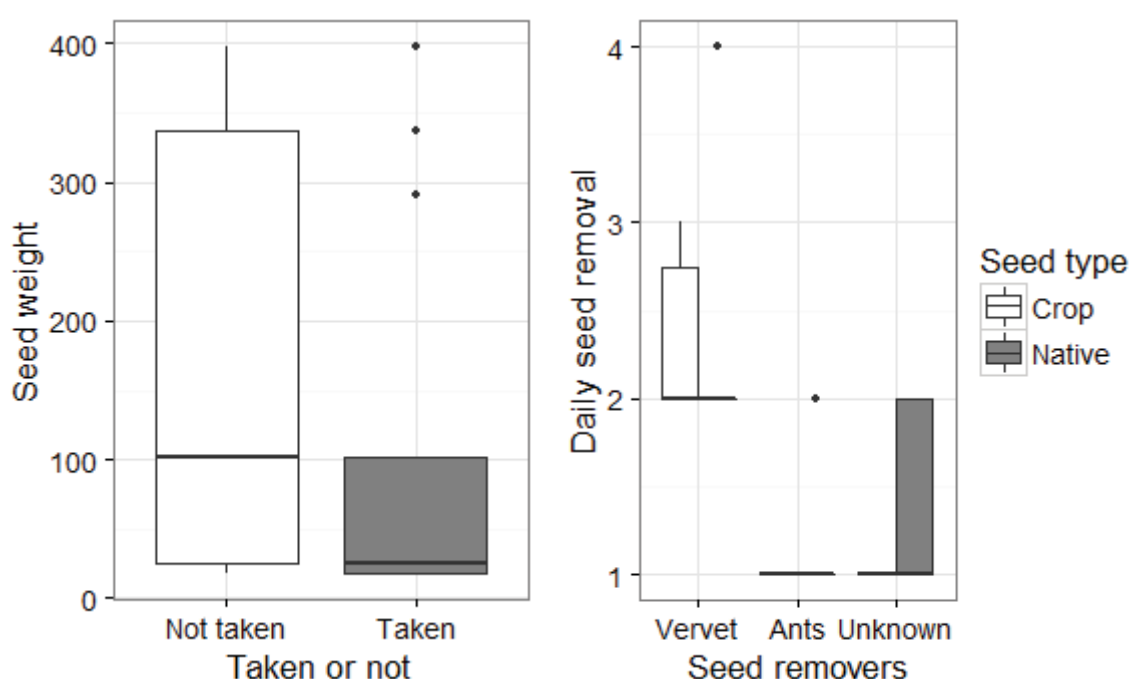 Seed weight
400
300
200
100
0
Not taken Taken
Taken or not
Daily seed removal
4
3
2
1
Vervet Ants Unknown
Seed removers
Seed type
Crop
Native